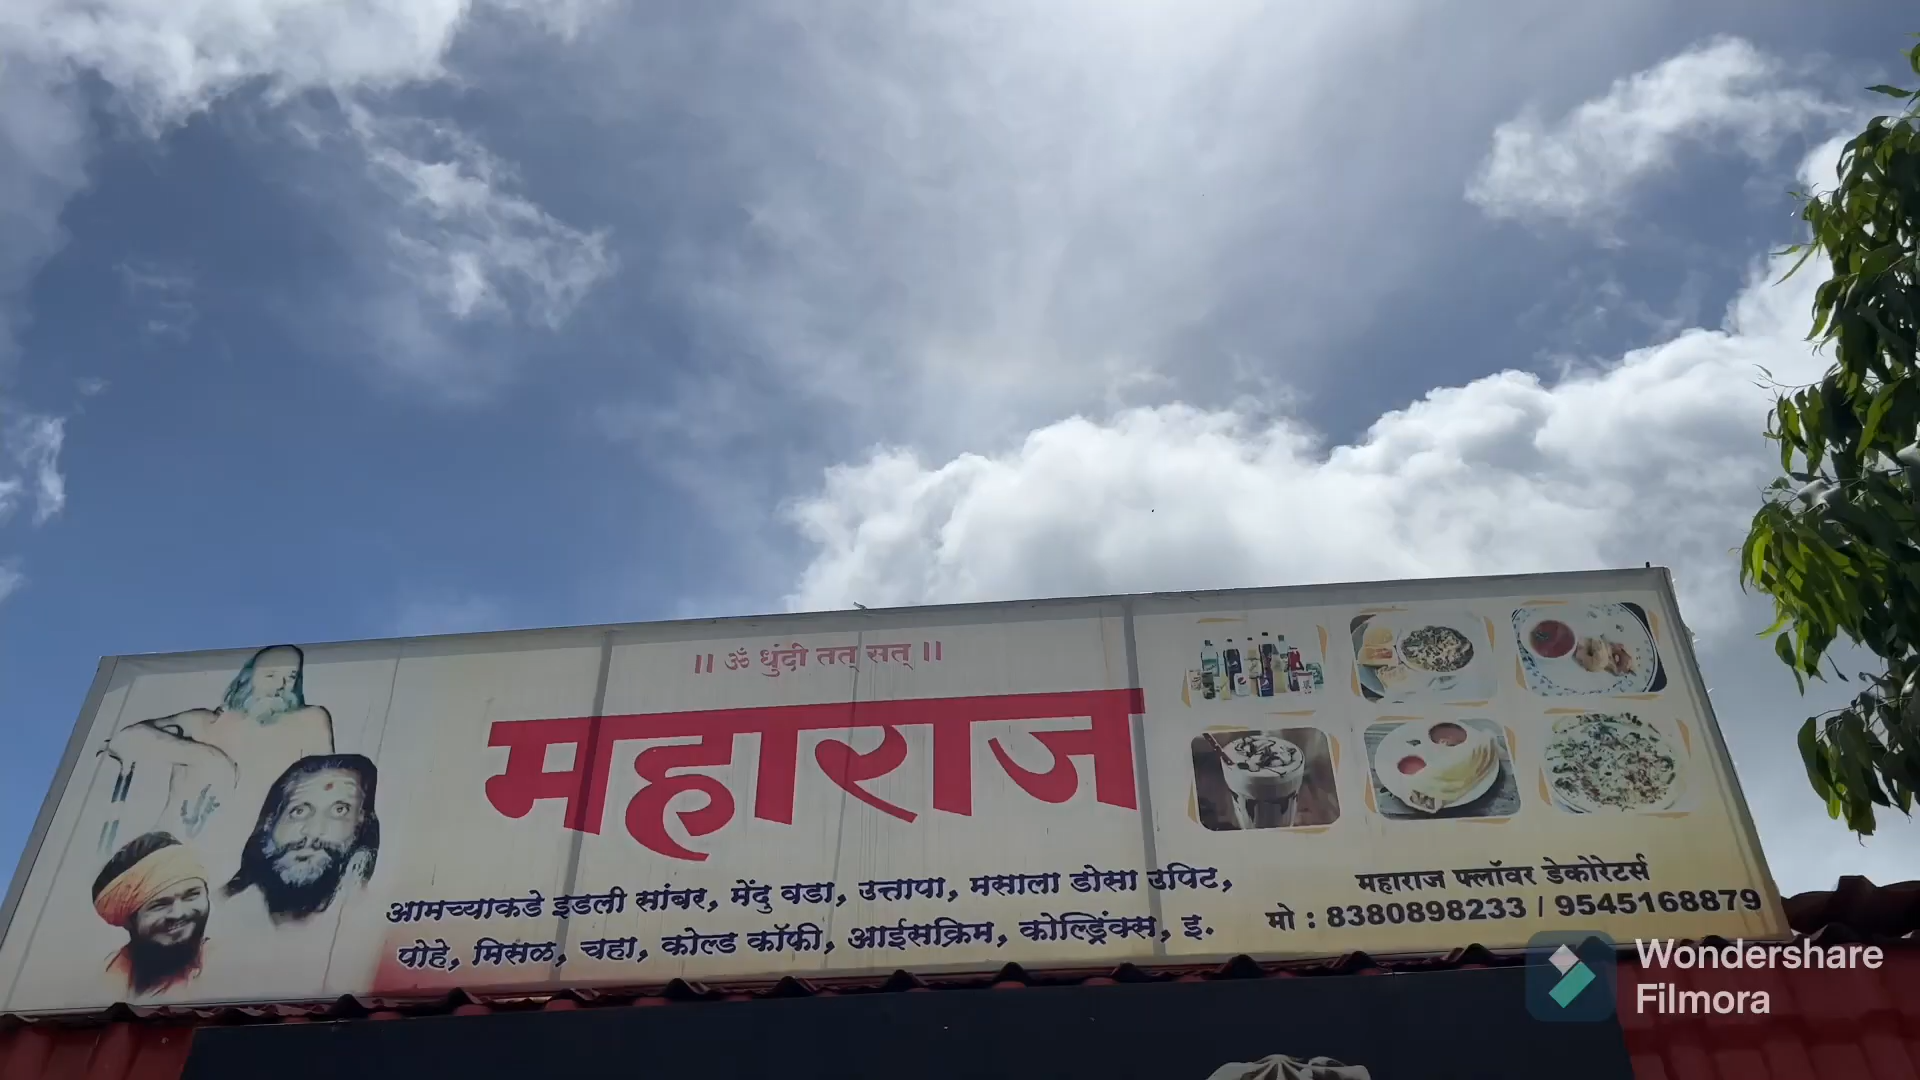 ॥ ॐ धुंदी तत् सत् ॥
महाराज
आमच्याकडे इडली सांबर, मेंदु वडा, उत्तापा, मसाला डोसा उपिट,
पोहे, मिसळ, चहा, कोल्ड कॉफी, आईसक्रिम, कोल्ड्रिंक्स, इ.
महाराज फ्लॉवर डेकोरेटर्स
मो : 8380898233 / 9545168879
Wondershare
Filmora